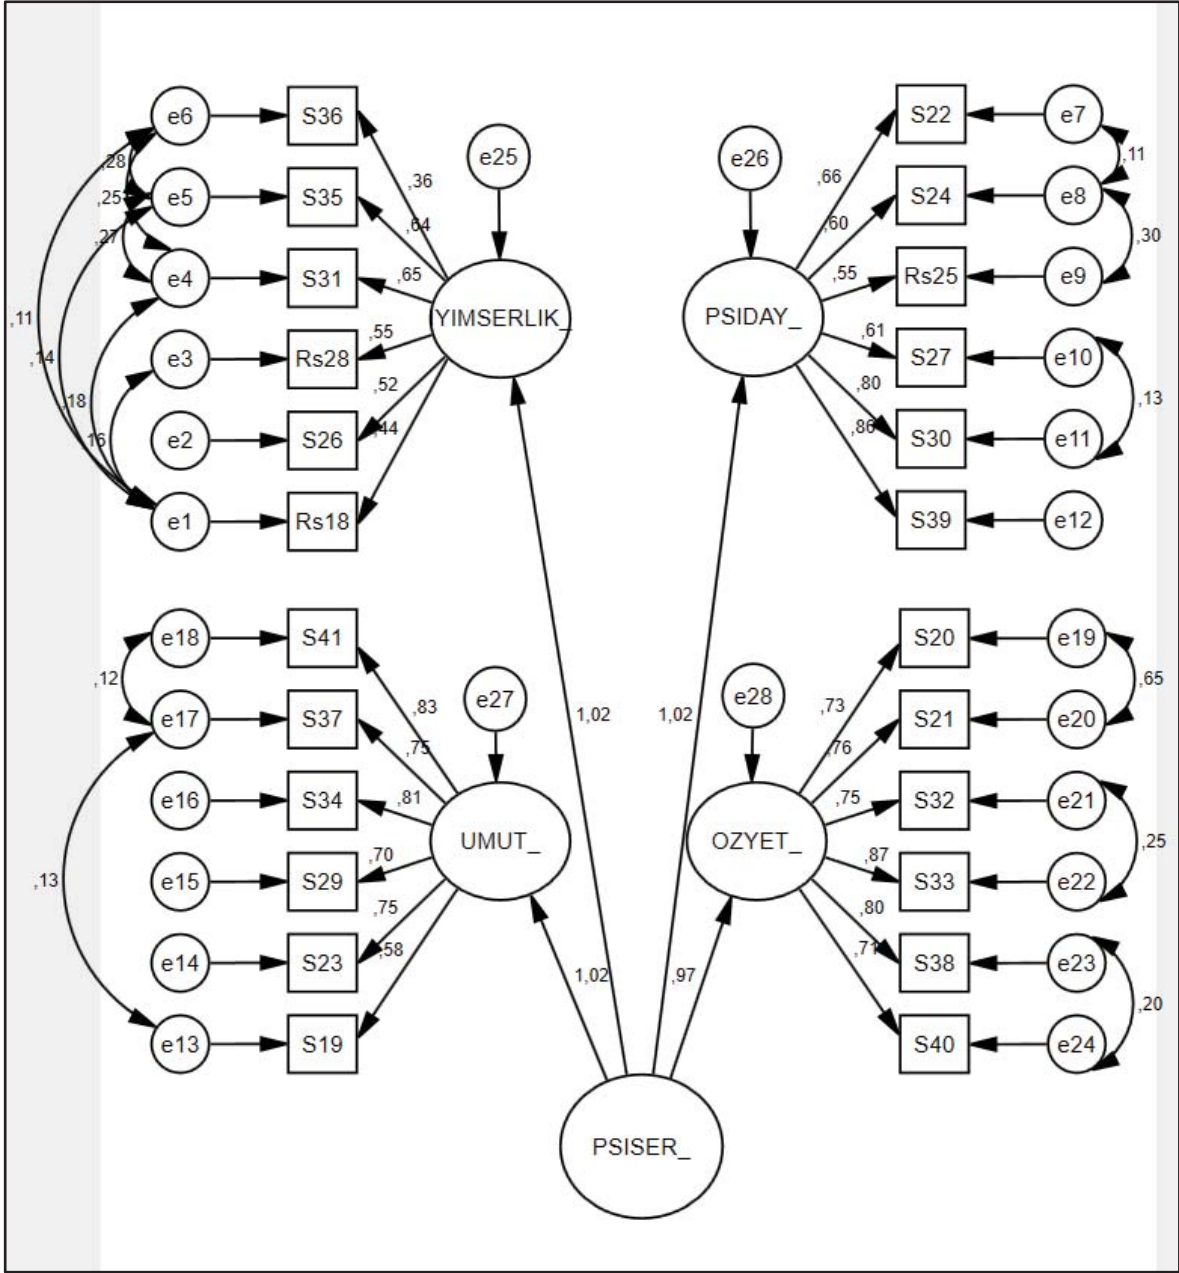 e6
S36
e25
,36
,28
e5
S35
,25
,64
,27
e4
S31
,65
YIMSERLIK_
,11
e3
Rs28
,55
,14
,52
,18
e2
S26
,44
,16
e1
Rs18
e26
,66
S22
e7
,11
,60
S24
e8
,30
,55
Rs25
e9
PSIDAY_
,61
S27
e10
,80
,13
,86
S30
e11
S39
e12
e18
S41
,12
,83
e27
e17
S37
,75
e16
S34
,81
UMUT_
,13
e15
S29
,70
,75
e14
S23
,58
e13
S19
1,02
1,02
e28
,73
S20
e19
,65
,76
S21
e20
,75
S32
e21
OZYET_
,25
,87
S33
e22
,80
,71
S38
e23
,20
S40
e24
1,02
,97
PSISER_